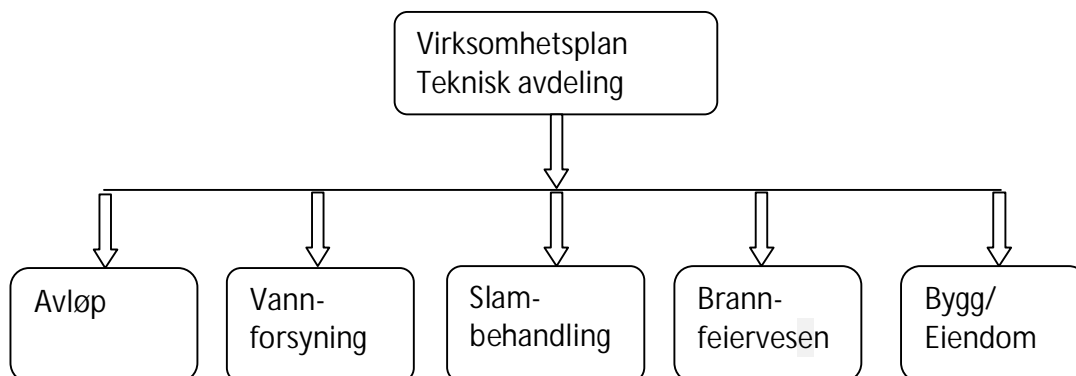 Virksomhetsplan
Teknisk avdeling
Avløp
Vann-
forsyning
Slam-
behandling
Brann-
feiervesen
Bygg/
Eiendom